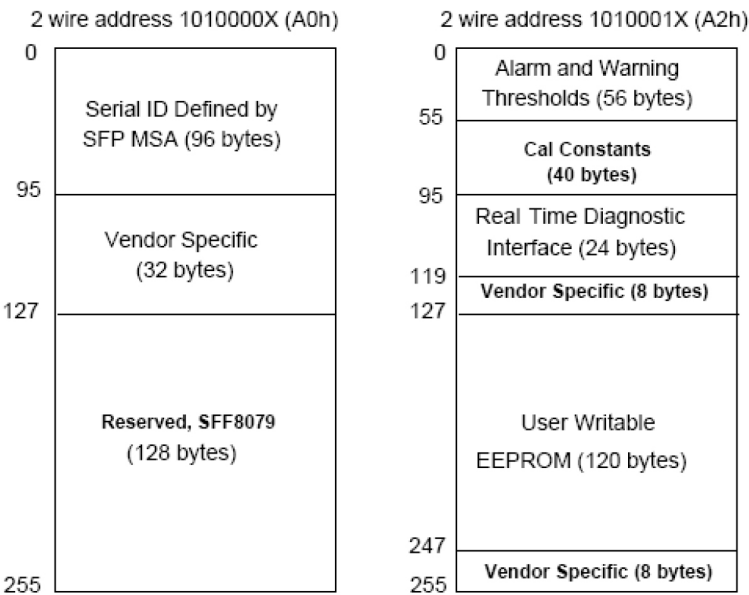 2 wire address 1010000X (A0h)
0
Serial ID Defined by
SFP MSA (96 bytes)
95
Vendor Specific
(32 bytes)
127
Reserved, SFF8079
(128 bytes)
255
2 wire address 1010001X (A2h)
0
Alarm and Warning
Thresholds (56 bytes)
55
Cal Constants
(40 bytes)
95
Real Time Diagnostic
Interface (24 bytes)
119
Vendor Specific (8 bytes)
127
User Writable
EEPROM (120 bytes)
247
Vendor Specific (8 bytes)
255